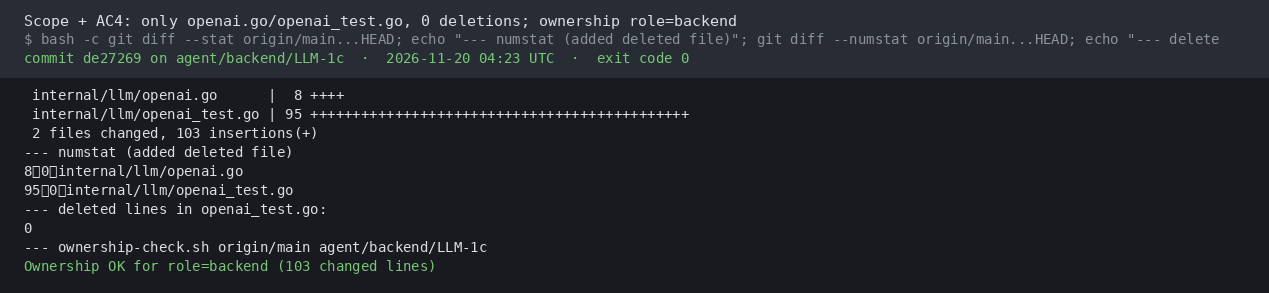 Scope + AC4: only openai.go/openai_test.go, 0 deletions; ownership role=backend
$ bash -c git diff --stat origin/main...HEAD; echo "--- numstat (added deleted file)"; git diff --numstat origin/main...HEAD; echo "--- delete
commit de27269 on agent/backend/LLM-1c · 2026-11-20 04:23 UTC · exit code 0
internal/llm/openai.go | 8 ++++
internal/llm/openai_test.go | 95 +++++++++++++++++++++++++++++++++++++++++++++
2 files changed, 103 insertions(+)
--- numstat (added deleted file)
8▯0▯internal/llm/openai.go
95▯0▯internal/llm/openai_test.go
--- deleted lines in openai_test.go:
0
--- ownership-check.sh origin/main agent/backend/LLM-1c
Ownership OK for role=backend (103 changed lines)